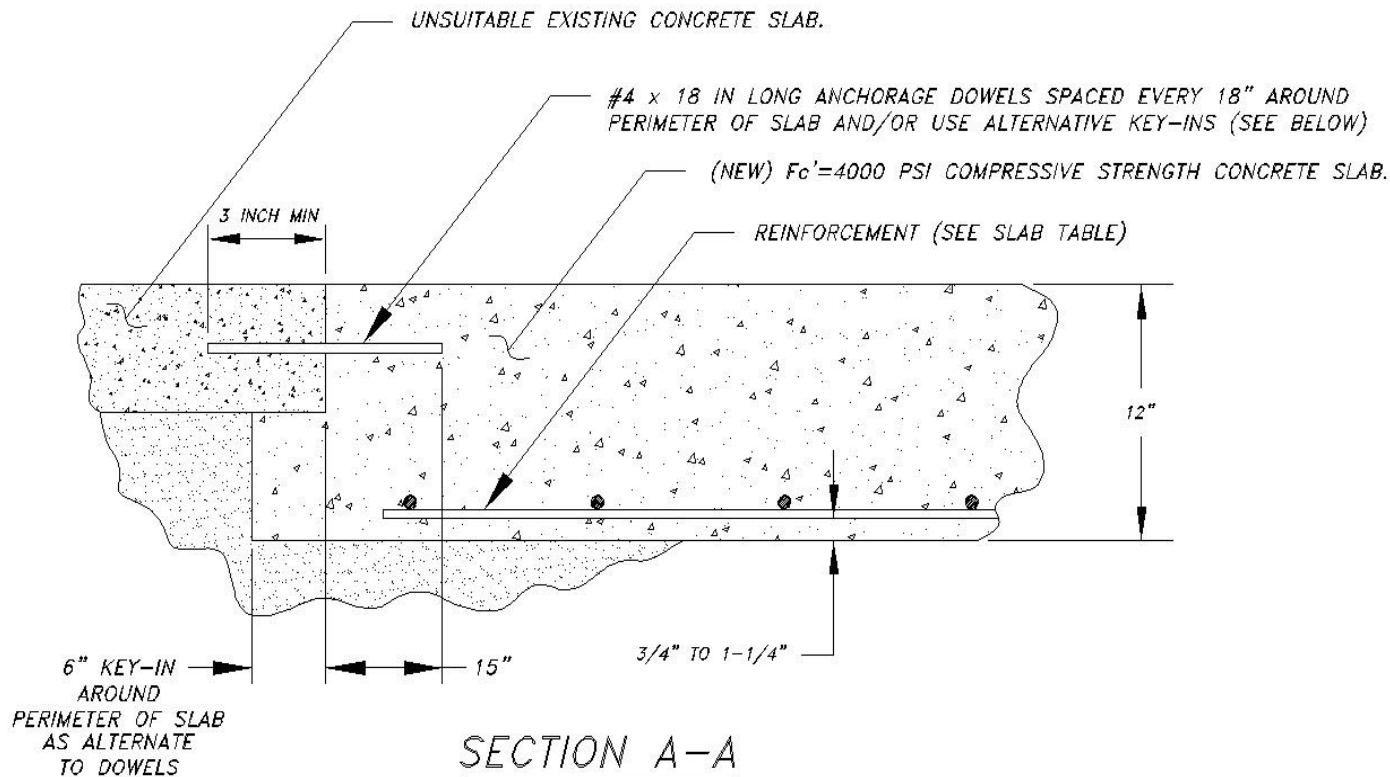 UNSUITABLE EXISTING CONCRETE SLAB.
#4 x 18 IN LONG ANCHORAGE DOWELS SPACED EVERY 18" AROUND
PERIMETER OF SLAB AND/OR USE ALTERNATIVE KEY-INS (SEE BELOW)
(NEW) Fc'=4000 PSI COMPRESSIVE STRENGTH CONCRETE SLAB.
3 INCH MIN
REINFORCEMENT (SEE SLAB TABLE)
12"
3/4" TO 1-1/4"
6" KEY-IN
AROUND
PERIMETER OF SLAB
AS ALTERNATE
TO DOWELS
15"
SECTION A-A